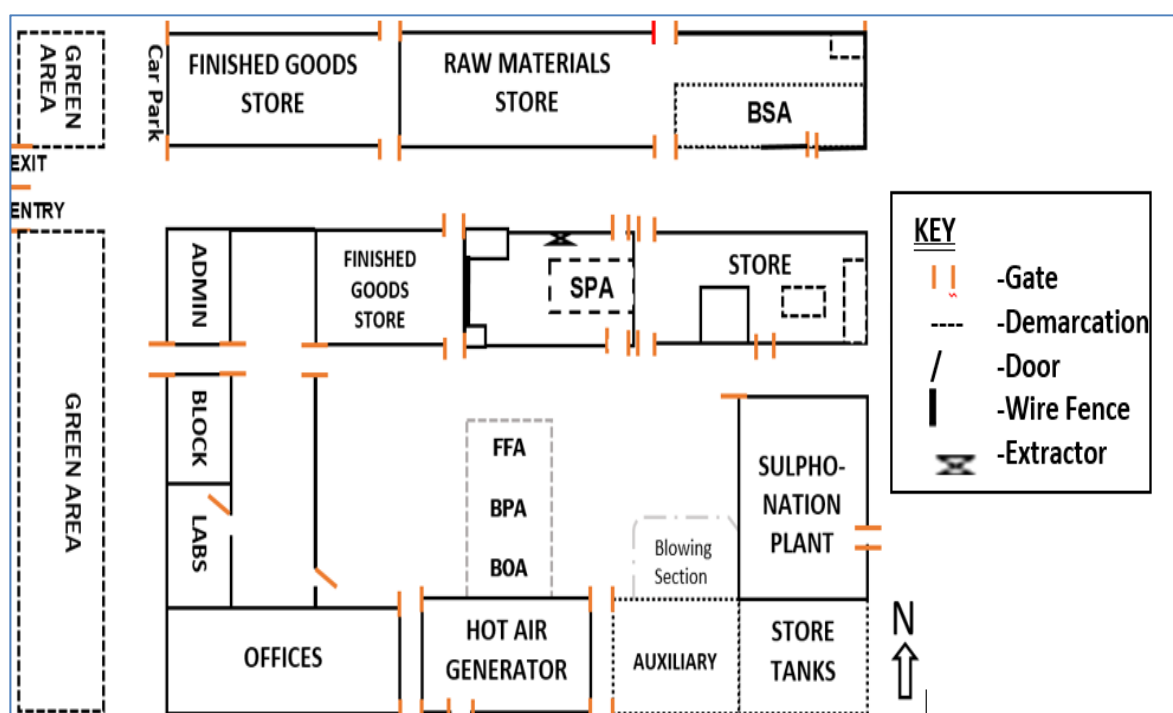 GREEN
AREA
Car Park
FINISHED GOODS
STORE
RAW MATERIALS
STORE
BSA
EXIT
ENTRY
ADMIN
FINISHED
GOODS
STORE
SPA
STORE
KEY
-Gate
-Demarcation
-Door
-Wire Fence
-Extractor
GREEN AREA
BLOCK
LABS
FFA
BPA
BOA
Blowing
Section
SULPHO-
NATION
PLANT
OFFICES
HOT AIR
GENERATOR
AUXILIARY
STORE
TANKS
N